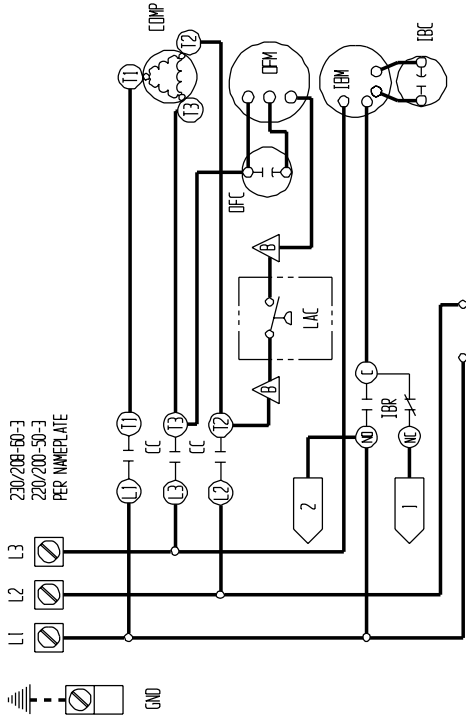 L1
L2
L3
230/208-60-3
220/200-50-3
PER NAMEPLATE
GND
L1
T1
T1
COMP
CC
L3
T3
T3
T2
CC
L2
T2
OFC
OFM
B
B
LAC
2
IBM
NO
C
IBR
1
NC
IBC